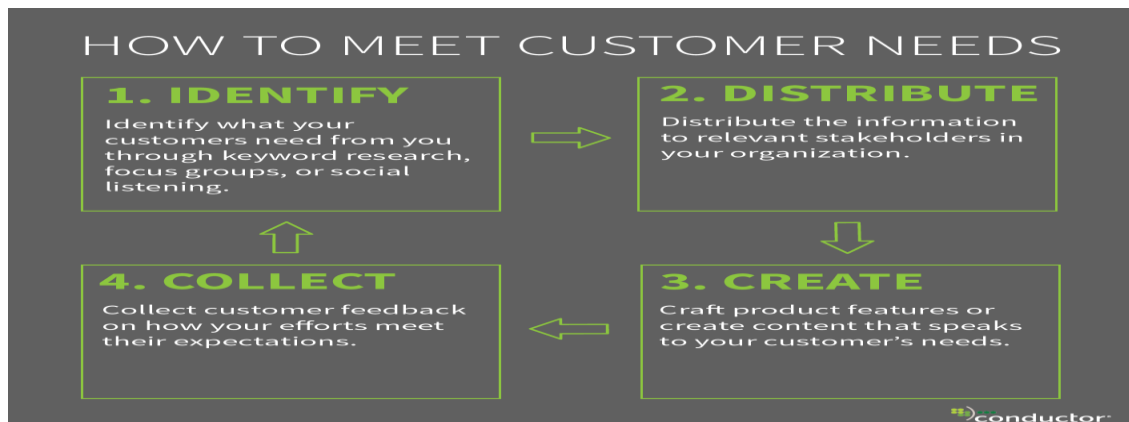 HOW TO MEET CUSTOMER NEEDS
1. IDENTIFY
Identify what your
customers need from you
through keyword research,
focus groups, or social
listening.
2. DISTRIBUTE
Distribute the information
to relevant stakeholders in
your organization.
3. CREATE
Craft product features or
create content that speaks
to your customer's needs.
4. COLLECT
Collect customer feedback
on how your efforts meet
their expectations.
conductor